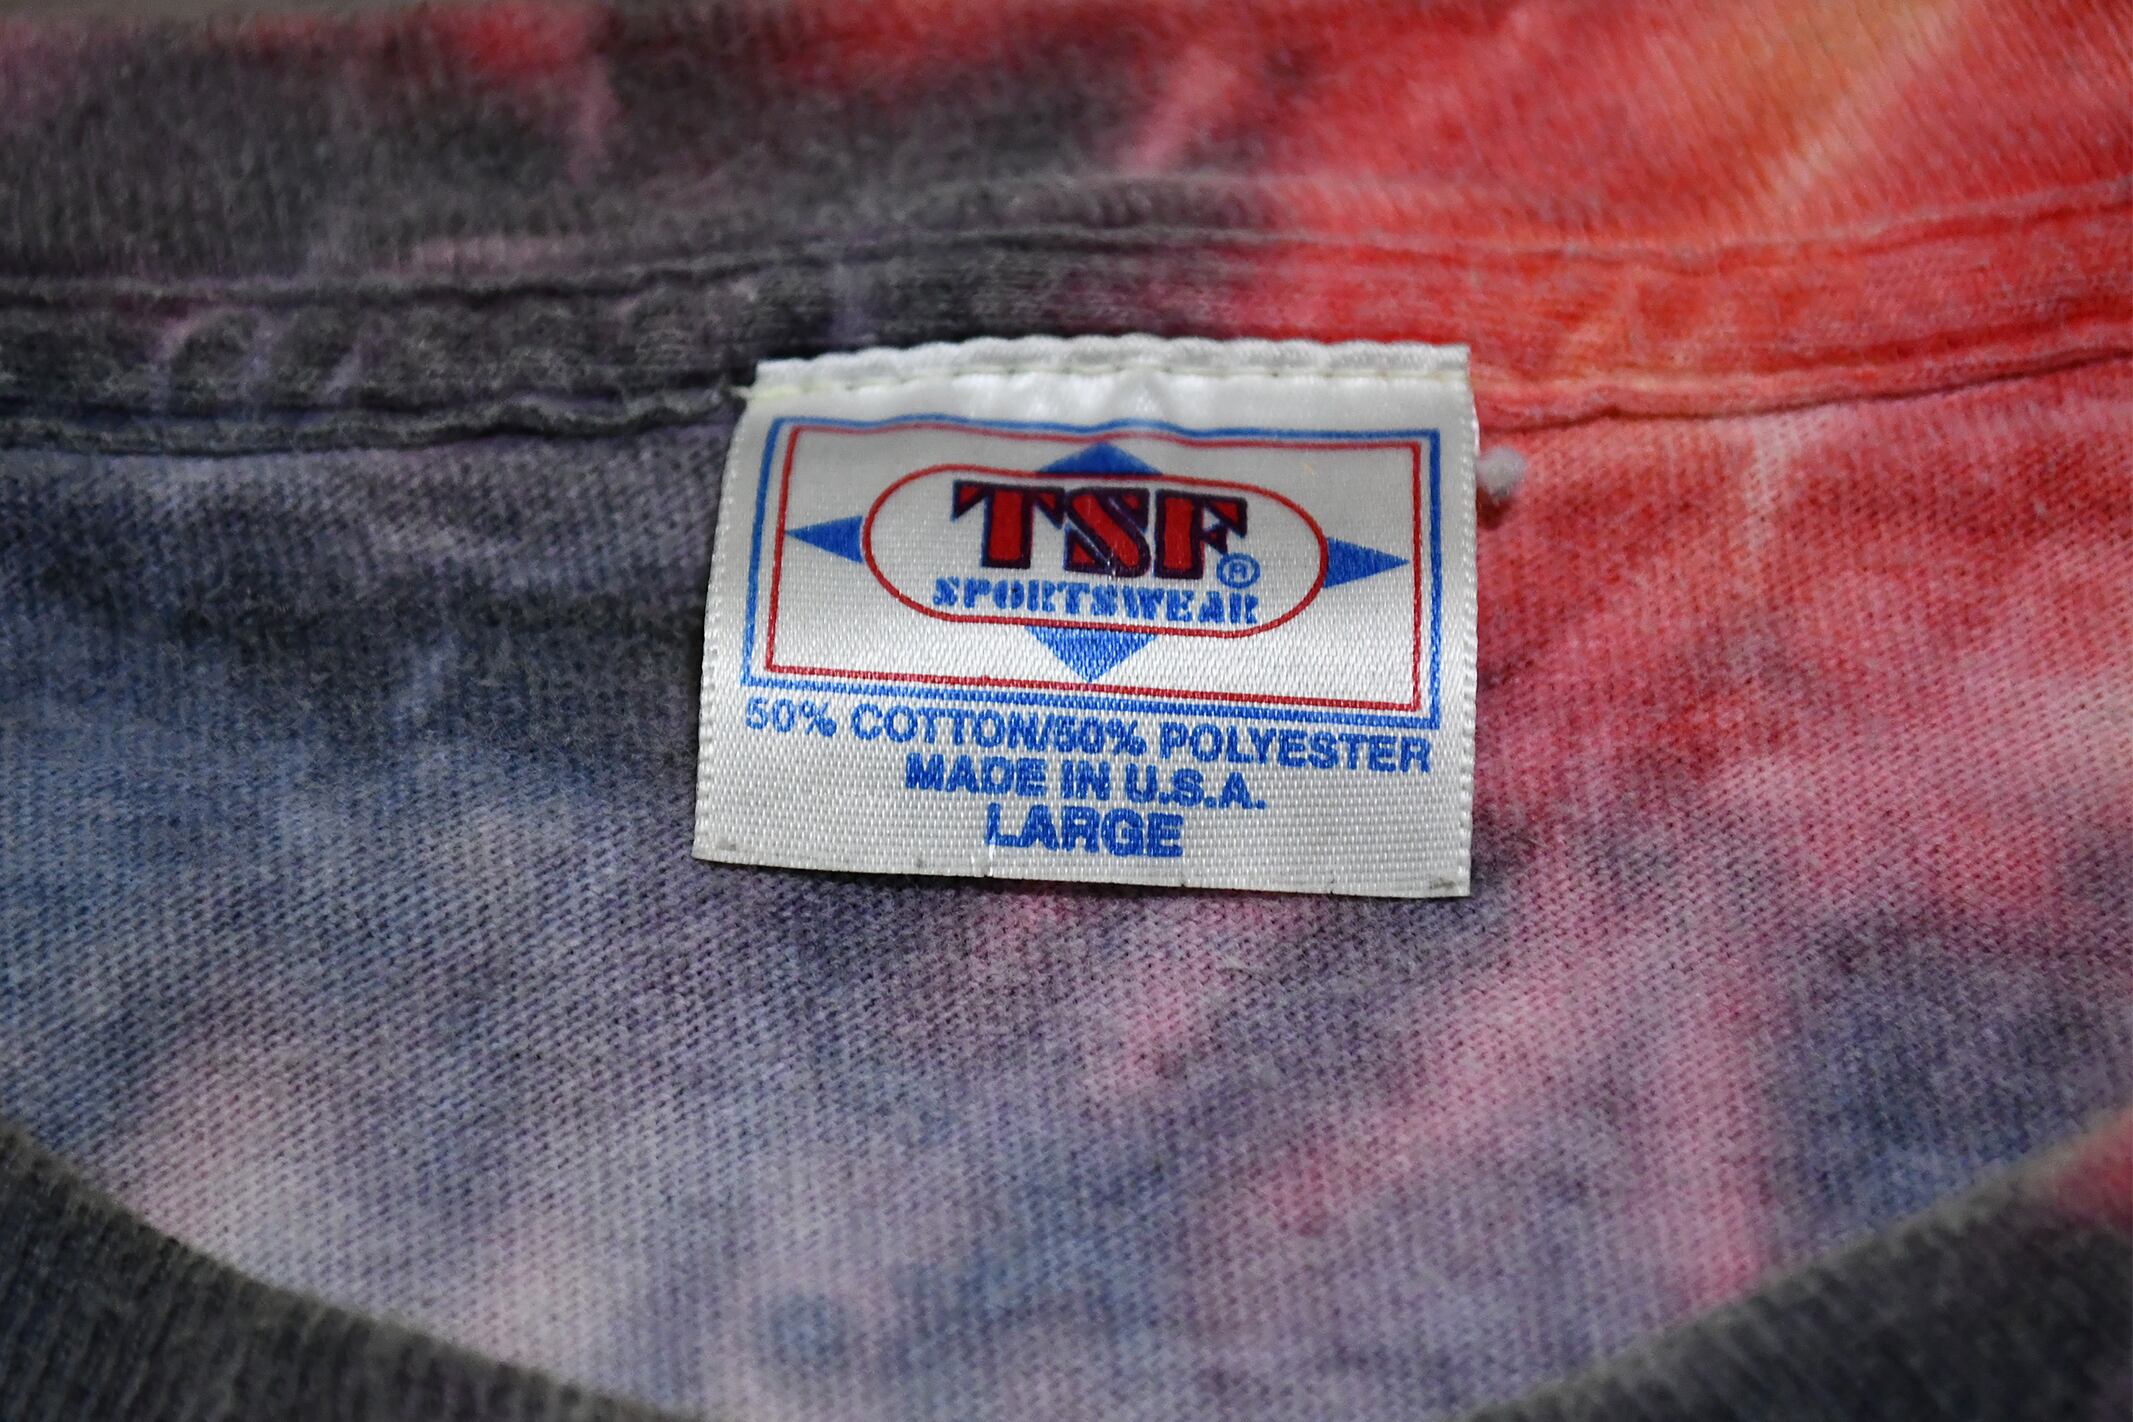 TSF®
SPORTSWEAR
50% COTTON/50% POLYESTER
MADE IN U.S.A.
LARGE